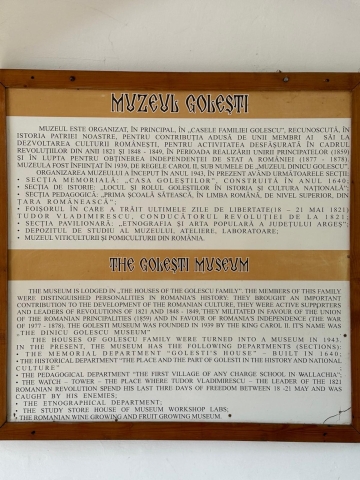 MUZEUL GOLEȘTI
MUZEUL ESTE ORGANIZAT, ÎN PRINCIPAL, ÎN „CASELE FAMILIEI GOLESCU”, RECUNOSCUTĂ, ÎN
ISTORIA PATRIEI NOASTRE, PENTRU CONTRIBUȚIA ADUSĂ DE UNII MEMBRI AI SĂI LA
DEZVOLTAREA CULTURII ROMÂNEȘTI, PENTRU ACTIVITATEA DESFĂȘURATĂ ÎN CADRUL
REVOLUȚIILOR DIN ANII 1821 ȘI 1848 - 1849, ÎN PERIOADA REALIZĂRII UNIRII PRINCIPATELOR (1859)
ȘI ÎN LUPTA PENTRU OBȚINEREA INDEPENDENȚEI DE STAT A ROMÂNIEI (1877 - 1878).
MUZEULA FOST ÎNFIINȚAT ÎN 1939, DE REGELE CAROL II, SUB NUMELE DE „MUZEUL DINICU GOLESCU”.
ORGANIZAREA MUZEULUI A ÎNCEPUT ÎN ANUL 1943, ÎN PREZENT AVÂND URMĂTOARELE SECȚII:
• SECȚIA MEMORIALĂ „CASA GOLEȘTILOR”, CONSTRUITĂ ÎN ANUL 1640;
• SECȚIA DE ISTORIE; „LOCUL ȘI ROLUL GOLEȘTILOR ÎN ISTORIA ȘI CULTURA NAȚIONALĂ”;
• SECȚIA PEDAGOGICĂ „PRIMA ȘCOALĂ SĂTEASCĂ, ÎN LIMBA ROMÂNĂ, DE NIVEL SUPERIOR, DIN
ȚARA ROMÂNEASCĂ”;
• FOIȘORUL ÎN CARE A TRĂIT ULTIMELE ZILE DE LIBERTATE(18 – 21 MAI 1821)
TUDOR VLADIMIRESCU, CONDUCĂTORUL REVOLUȚIEI DE LA 1821;
• SECȚIA PAVILIONARĂ: „ETNOGRAFIA ȘI ARTA POPULARĂ A JUDEȚULUI ARGEȘ”;
• DEPOZITUL DE STUDIU AL MUZEULUI, ATELIERE, LABORATOARE;
• MUZEUL VITICULTURII ȘI POMICULTURII DIN ROMÂNIA.
THE GOLEȘTI MUSEUM
THE MUSEUM IS LODGED IN „THE HOUSES OF THE GOLESCU FAMILY”. THE MEMBERS OF THIS FAMILY
WERE DISTINGUISHED PERSONALITIES IN ROMANIA'S HISTORY: THEY BROUGHT AN IMPORTANT
CONTRIBUTION TO THE DEVELOPMENT OF THE ROMANIAN CULTURE, THEY WERE ACTIVE SUPPORTERS
AND LEADERS OF REVOLUTIONS OF 1821 AND 1848 - 1849, THEY MILITATED IN FAVOUR OF THE UNION
OF THE ROMANIAN PRINCIPALITIES (1859) AND IN FAVOUR OF ROMANIA'S INDEPENDENCE (THE WAR
OF 1877 – 1878). THE GOLESTI MUSEUM WAS FOUNDED IN 1939 BY THE KING CAROL II. IT'S NAME WAS
„THE DINICU GOLESCU MUSEUM”
THE HOUSES OF GOLESCU FAMILY WERE TURNED INTO A MUSEUM IN 1943.
IN THE PRESENT, THE MUSEUM HAS THE FOLLOWING DEPARTMENTS (SECTIONS):
• THE MEMORIAL DEPARTMENT “GOLESTI'S HOUSE” – BUILT IN 1640;
• THE HISTORICAL DEPARTMENT “THE PLACE AND THE PART OF GOLESTI IN THE HISTORY AND NATIONAL
CULTURE”
• THE PEDAGOGICAL DEPARTMENT “THE FIRST VILLAGE OF ANY CHARGE SCHOOL IN WALLACHIA”;
• THE WATCH – TOWER – THE PLACE WHERE TUDOR VLADIMIRESCU – THE LEADER OF THE 1821
ROMANIAN REVOLUTION SPEND HIS LAST TIRED DAYS OF FREEDOM BETWEEN 18 -21 MAY AND WAS
CAUGHT BY HIS ENEMIES;
• THE ETNOGRAPHICAL DEPARTMENT;
• THE STUDY STORE HOUSE OF MUSEUM WORKSHOP LABS;
• THE ROMANIAN WINE GROWING AND FRUIT GROWING MUSEUM.